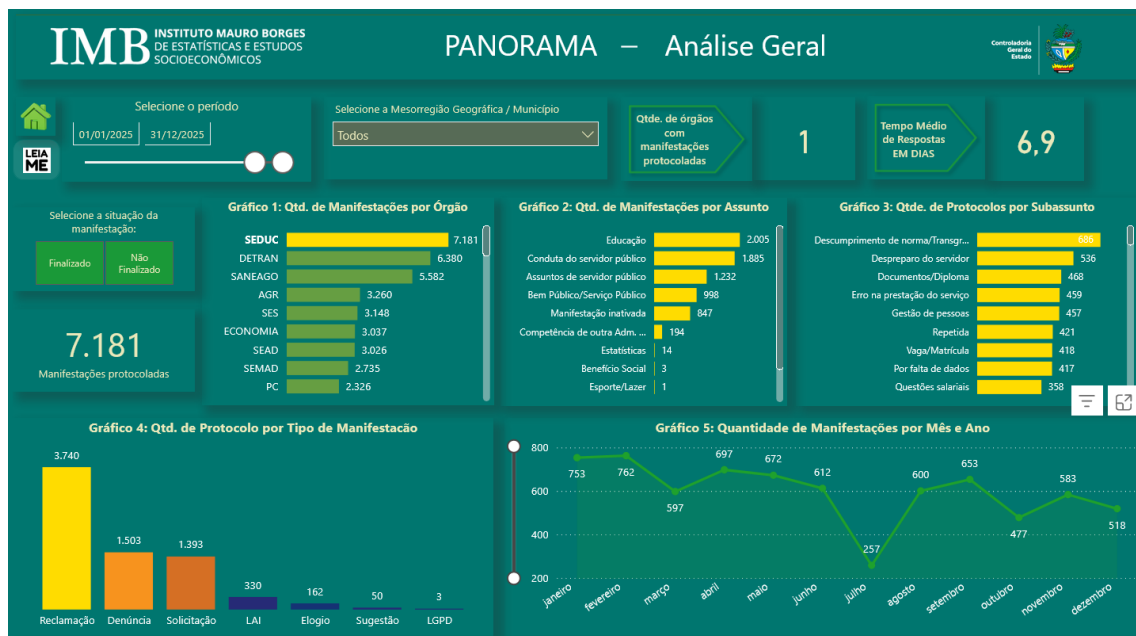 IMB INSTITUTO MAURO BORGES
DE ESTATÍSTICAS E ESTUDOS
SOCIOECONÔMICOS
PANORMA – Análise Geral
Controladoria
Geral do
Estado
LEIA
ME
Selecione o período
01/01/2025 31/12/2025
Selecione a Mesorregião Geográfica / Município
Todos
Qtde. de órgãos
com
manifestações
protocoladas
1
Tempo Médio
de Respostas
EM DIAS
6,9
Selecione a situação da
manifestação:
Finalizado
Não
Finalizado
7.181
Manifestações protocoladas
Gráfico 1: Qtd. de Manifestações por Órgão
SEDUC 7.181
DETRAN 6.380
SANEAGO 5.582
AGR 3.260
SES 3.148
ECONOMIA 3.037
SEAD 3.026
SEMAD 2.735
PC 2.326
Gráfico 2: Qtd. de Manifestações por Assunto
Educação 2.005
Conduta do servidor público 1.885
Assuntos de servidor público 1.232
Bem Público/Serviço Público 998
Manifestação inativada 847
Competência de outra Adm. ... 194
Estatísticas 14
Benefício Social 3
Esporte/Lazer 1
Gráfico 3: Qtde. de Protocolos por Subassunto
Descumprimento de norma/Transgr... 686
Despreparo do servidor 536
Documentos/Diploma 468
Erro na prestação do serviço 459
Gestão de pessoas 457
Repetida 421
Vaga/Matrícula 418
Por falta de dados 417
Questões salariais 358
Gráfico 4: Qtd. de Protocolo por Tipo de Manifestacão
3.740
1.503
1.393
330
162
50
3
Reclamação Denúncia Solicitação LAI Elogio Sugestão LGPD
Gráfico 5: Quantidade de Manifestações por Mês e Ano
800
600
400
200
753
762
597
697
672
612
257
600
653
477
583
518
janeiro fevereiro março abril maio junho julho agosto setembro outubro novembro dezembro